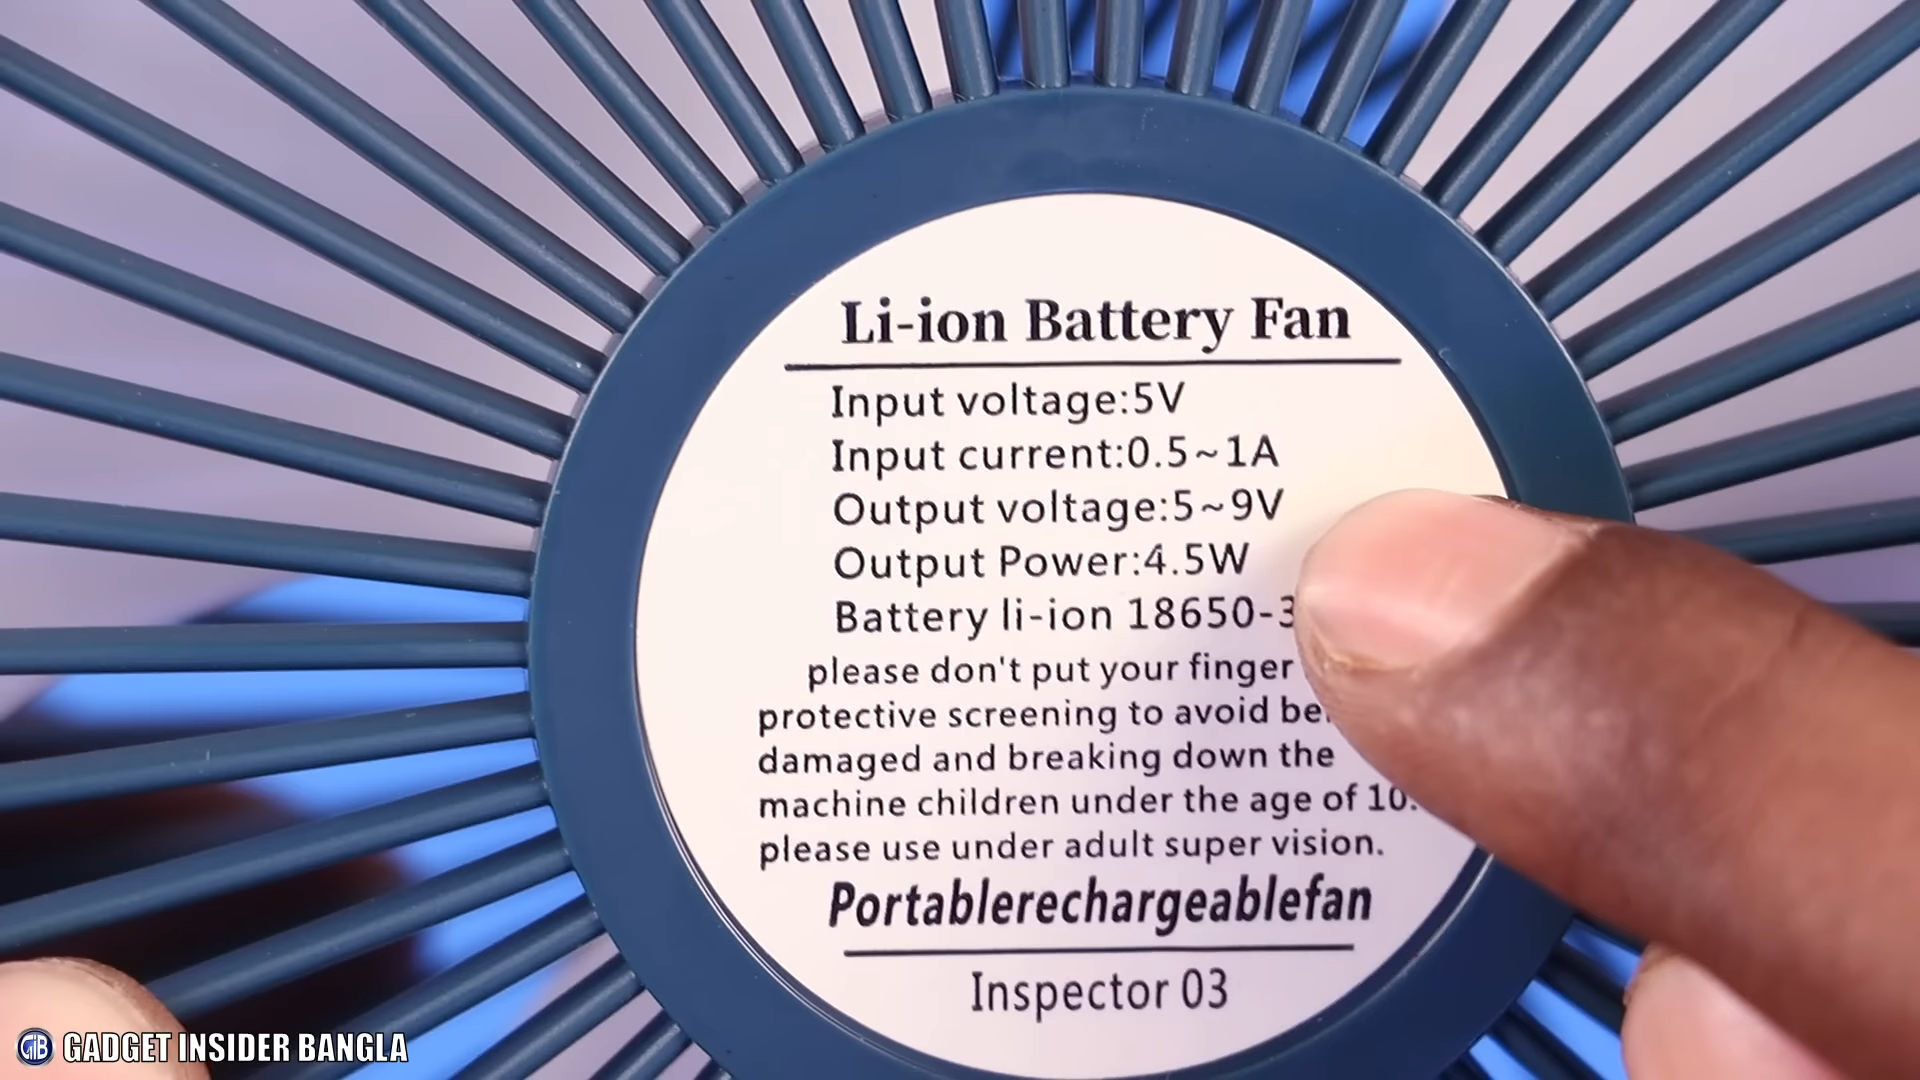 Li-ion Battery Fan
Input voltage:5V
Input current:0.5~1A
Output voltage:5~9V
Output Power:4.5W
Battery li-ion 18650-3
please don't put your finger
protective screening to avoid
damaged and breaking down the
machine children under the age of 10.
please use under adult super vision.
Portablerechargeablefan
Inspector 03
GIB GADGET INSIDER BANGLA